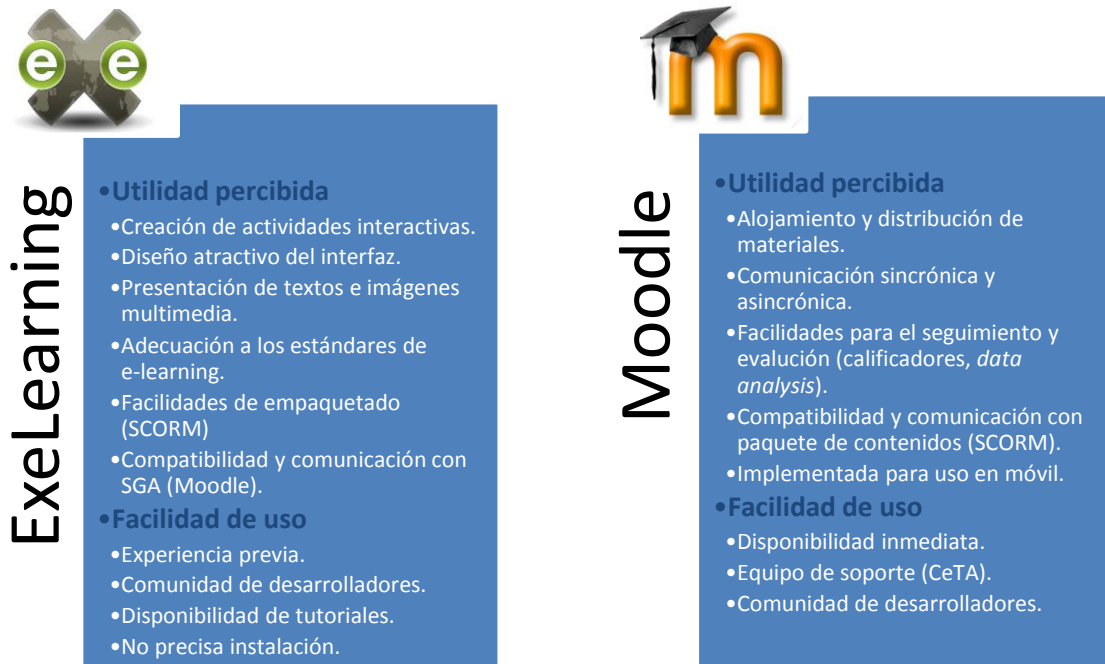 e e
ExeLearning
•Utilidad percibida
•Creación de actividades interactivas.
•Diseño atractivo del interfaz.
•Presentación de textos e imágenes
multimedia.
•Adecuación a los estándares de
e-learning.
•Facilidades de empaquetado
(SCORM)
•Compatibilidad y comunicación con
SGA (Moodle).
•Facilidad de uso
•Experiencia previa.
•Comunidad de desarrolladores.
•Disponibilidad de tutoriales.
•No precisa instalación.
m
Moodle
•Utilidad percibida
•Alojamiento y distribución de
materiales.
•Comunicación sincrónica y
asincrónica.
•Facilidades para el seguimiento y
evalución (calificadores, data
analysis).
•Compatibilidad y comunicación con
paquete de contenidos (SCORM).
•Implementada para uso en móvil.
•Facilidad de uso
•Disponibilidad inmediata.
•Equipo de soporte (CeTA).
•Comunidad de desarrolladores.